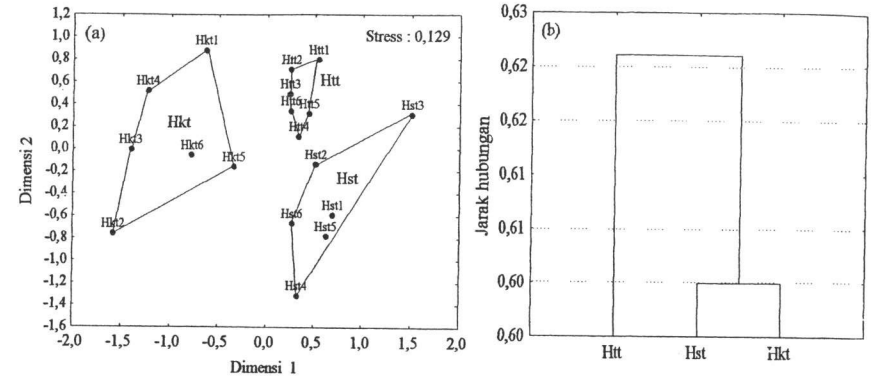 (a)
Stress : 0,129
Dimensi 2
1,2
1,0
0,8
0,6
0,4
0,2
0,0
-0,2
-0,4
-0,6
-0,8
-1,0
-1,2
-1,4
-1,6
Hkt1
Hkt4
Hkt
Hkt3
Hkt6
Hkt5
Hkt2
Htt1
Htt2
Htt
Htt3
Htt6
Htt5
Htt4
Hst3
Hst2
Hst
Hst1
Hst6
Hst5
Hst4
-2,0 -1,5 -1,0 -0,5 0,0 0,5 1,0 1,5 2,0
Dimensi 1
(b)
Jarak hubungan
0,63
0,62
0,62
0,61
0,61
0,60
0,60
Htt Hst Hkt